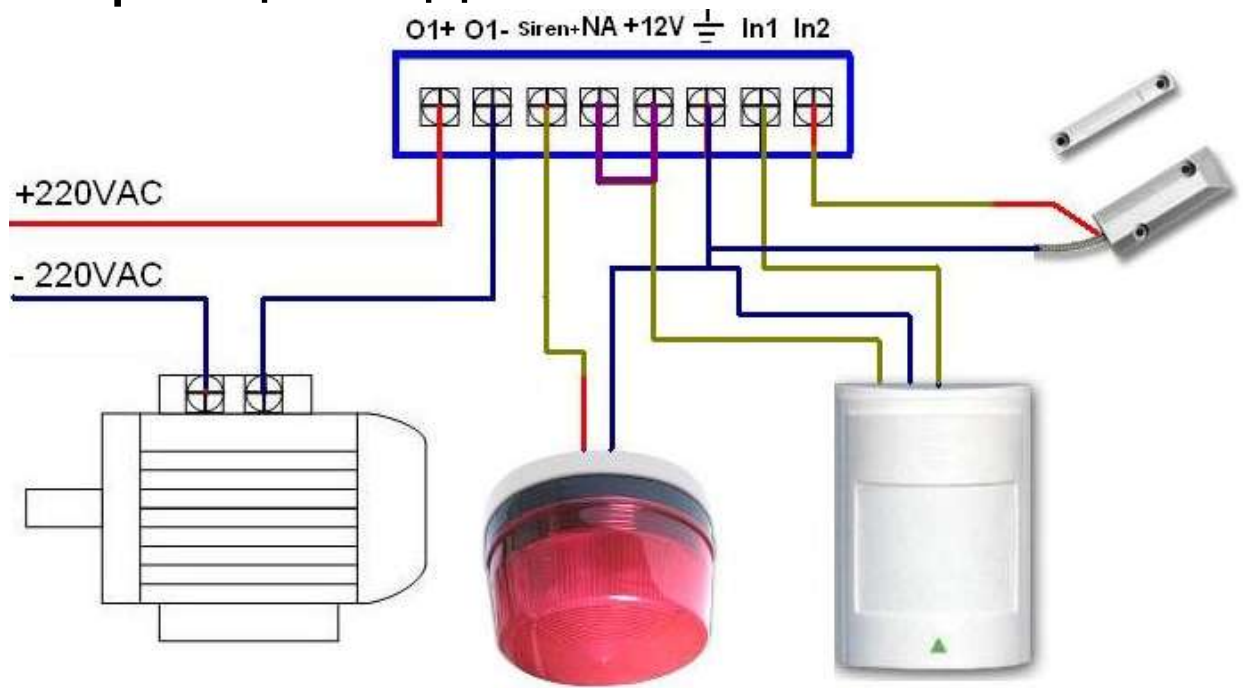 O1+ O1- Siren+ NA +12V In1 In2
+220VAC
- 220VAC